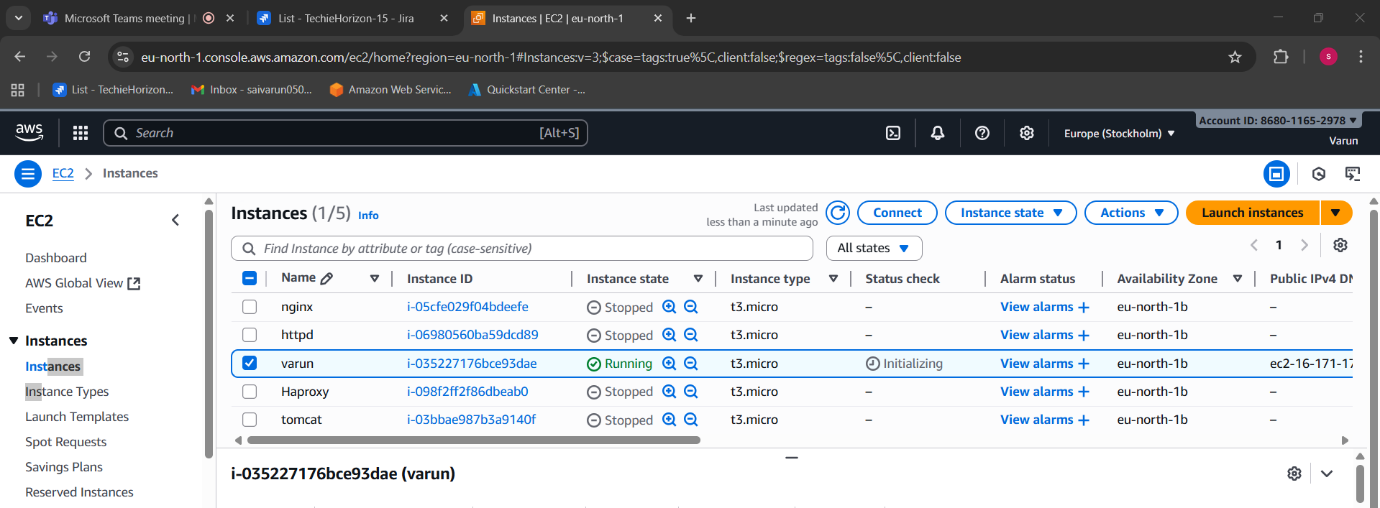 Microsoft Teams meeting |
List - TechieHorizon-15 - Jira
Instances | EC2 | eu-north-1
eu-north-1.console.aws.amazon.com/ec2/home?region=eu-north-1#Instances:v=3;$case=tags:true%5C,client:false;$regex=tags:false%5C,client:false
s
List - TechieHorizon...
Inbox - saivarun050...
Amazon Web Servic...
Quickstart Center -...
aws
Search
[Alt+S]
Europe (Stockholm)
Account ID: 8680-1165-2978
Varun
EC2
Instances
EC2
Dashboard
AWS Global View
Events
Instances
Instances
Instance Types
Launch Templates
Spot Requests
Savings Plans
Reserved Instances
Instances (1/5) Info
Last updated
less than a minute ago
Connect
Instance state
Actions
Launch instances
Find Instance by attribute or tag (case-sensitive)
All states
1
Name Instance ID Instance state Instance type Status check Alarm status Availability Zone Public IPv4 DN
nginx i-05cfe029f04bdeefe Stopped t3.micro – View alarms + eu-north-1b –
httpd i-06980560ba59dcd89 Stopped t3.micro – View alarms + eu-north-1b –
varun i-035227176bce93dae Running t3.micro Initializing View alarms + eu-north-1b ec2-16-171-17
Haproxy i-098f2ff2f86dbeab0 Stopped t3.micro – View alarms + eu-north-1b –
tomcat i-03bbae987b3a9140f Stopped t3.micro – View alarms + eu-north-1b –
i-035227176bce93dae (varun)